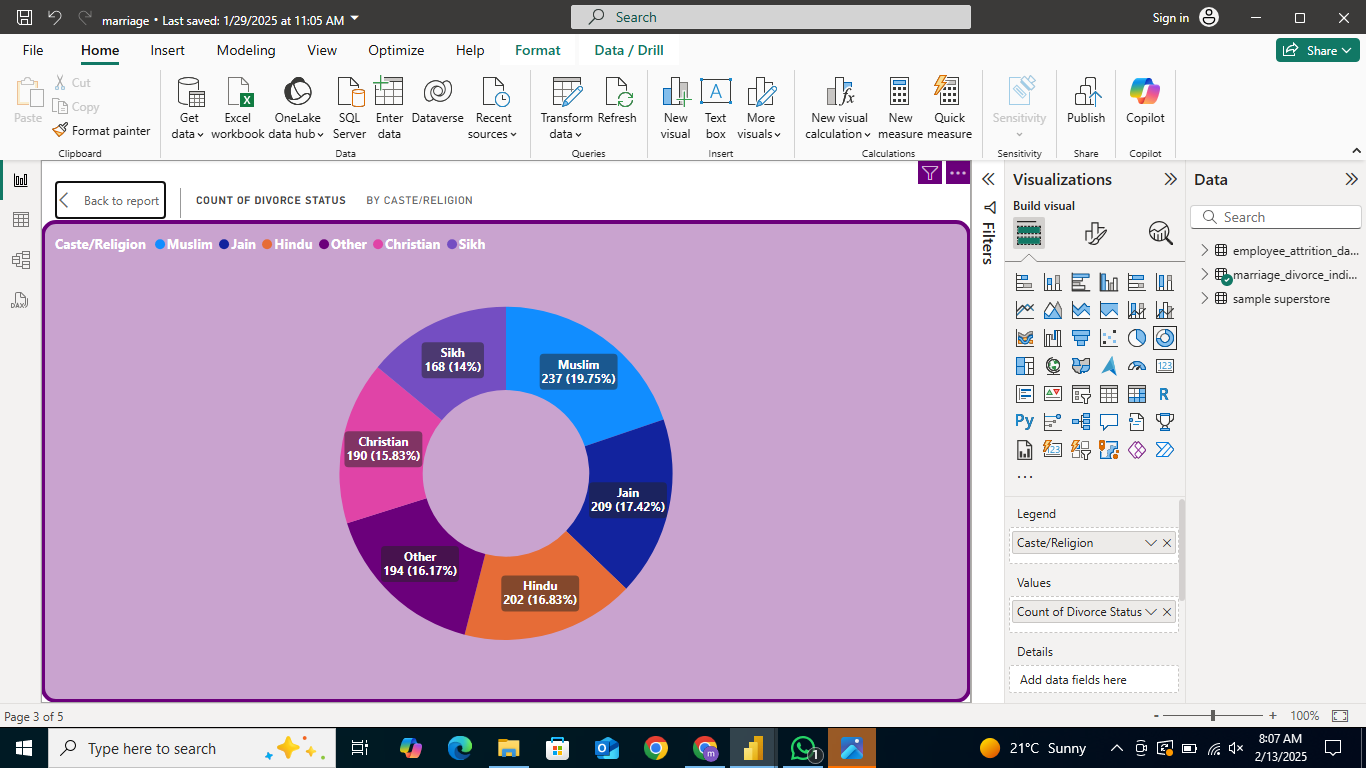 marriage • Last saved: 1/29/2025 at 11:05 AM
Search
Sign in
File
Home
Insert
Modeling
View
Optimize
Help
Format
Data / Drill
Share
Paste
Cut
Copy
Format painter
Clipboard
Get data
Excel workbook
OneLake data hub
SQL Server
Enter data
Dataverse
Recent sources
Data
Transform data
Refresh
Queries
New visual
Text box
More visuals
Insert
New visual calculation
New measure
Quick measure
Calculations
Sensitivity
Sensitivity
Publish
Share
Copilot
Copilot
Back to report
COUNT OF DIVORCE STATUS
BY CASTE/RELIGION
Caste/Religion Muslim Jain Hindu Other Christian Sikh
Sikh
168 (14%)
Muslim
237 (19.75%)
Christian
190 (15.83%)
Jain
209 (17.42%)
Other
194 (16.17%)
Hindu
202 (16.83%)
Filters
Visualizations
Build visual
123
R
Py
123
...
Legend
Caste/Religion
Values
Count of Divorce Status
Details
Add data fields here
Data
Search
employee_attrition_da...
marriage_divorce_indi...
sample superstore
DAX
Page 3 of 5
- + 100%
Type here to search
1
21°C Sunny
8:07 AM
2/13/2025